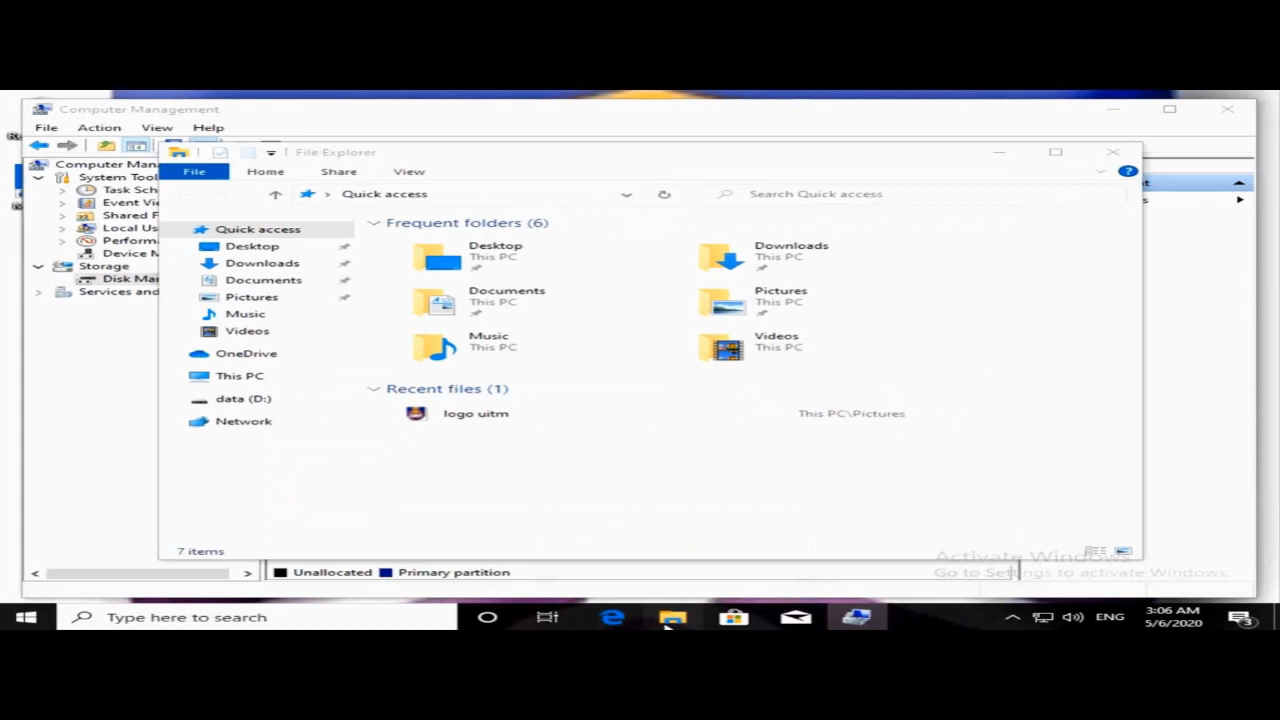 Computer Management
File Action View Help
File Explorer
File Home Share View
Quick access
Search Quick access
Computer Man
System Tool
Task Sch
Event Vi
Shared F
Local Us
Perform
Device M
Storage
Disk Mar
Services and
Quick access
Desktop
Downloads
Documents
Pictures
Music
Videos
OneDrive
This PC
data (D:)
Network
Frequent folders (6)
Desktop
This PC
Downloads
This PC
Documents
This PC
Pictures
This PC
Music
This PC
Videos
This PC
Recent files (1)
logo uitm This PC\Pictures
7 items
Activate Windows
Go to Settings to activate Windows.
Unallocated Primary partition
Type here to search
ENG
3:06 AM
5/6/2020
3